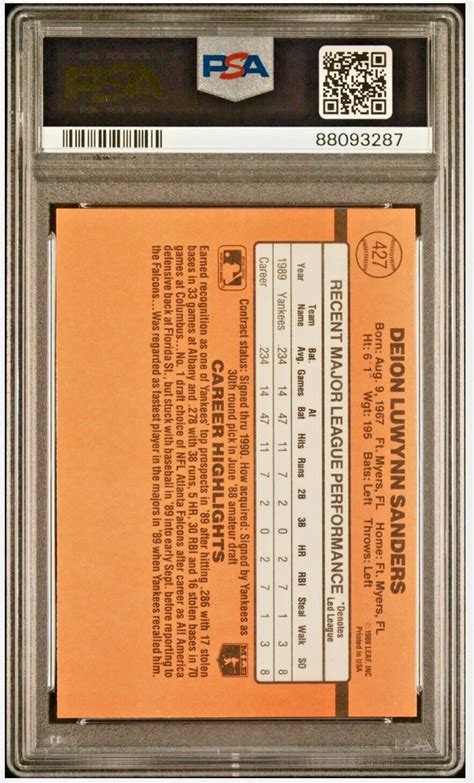 PSA
PSA
88093287
427
DEION LUWYNN SANDERS
Born: Aug. 9, 1967 Ft. Myers, FL Home: Ft. Myers, FL
Ht: 6'1" Wgt: 195 Bats: Left Throws: Left
© 1989 LEAF, INC
Printed in USA
RECENT MAJOR LEAGUE PERFORMANCE
*Denotes
Led League
Team Bat. At
Year Name Avg. Games Bat Hits Runs 2B 3B HR RBI Steal Walk SO
1989 Yankees .234 14 47 11 7 2 0 2 7 1 3 8
Career .234 14 47 11 7 2 0 2 7 1 3 8
Contract status: Signed thru 1990. How acquired: Signed by Yankees as
30th round pick in June '88 amateur draft
MLB
CAREER HIGHLIGHTS
Earned recognition as one of Yankees' top prospects in '89 after hitting .286 with 17 stolen
bases in 33 games at Albany and .278 with 38 runs, 5 HR, 30 RBI and 16 stolen bases in 70
games at Columbus...No. 1 draft choice of NFL Atlanta Falcons after career as All America
defensive back at Florida St., but stuck with baseball in '89 into early Sept. before reporting to
the Falcons...Was regarded as fastest player in the majors in '89 when Yankees recalled him.